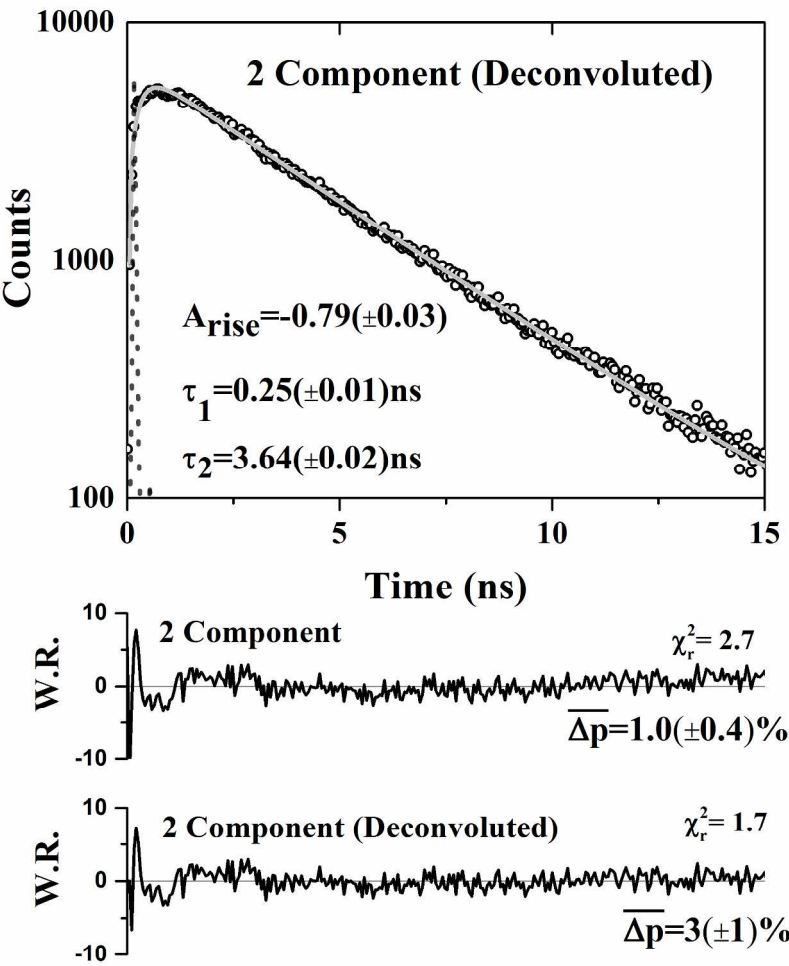 10000
2 Component (Deconvoluted)
1000
Counts
A_rise=-0.79(±0.03)
τ_1=0.25(±0.01)ns
τ_2=3.64(±0.02)ns
100
0 5 10 15
Time (ns)
10
2 Component
χ_r^2= 2.7
W.R.
0
Δp=1.0(±0.4)%
-10
10
2 Component (Deconvoluted)
χ_r^2= 1.7
W.R.
0
Δp=3(±1)%
-10